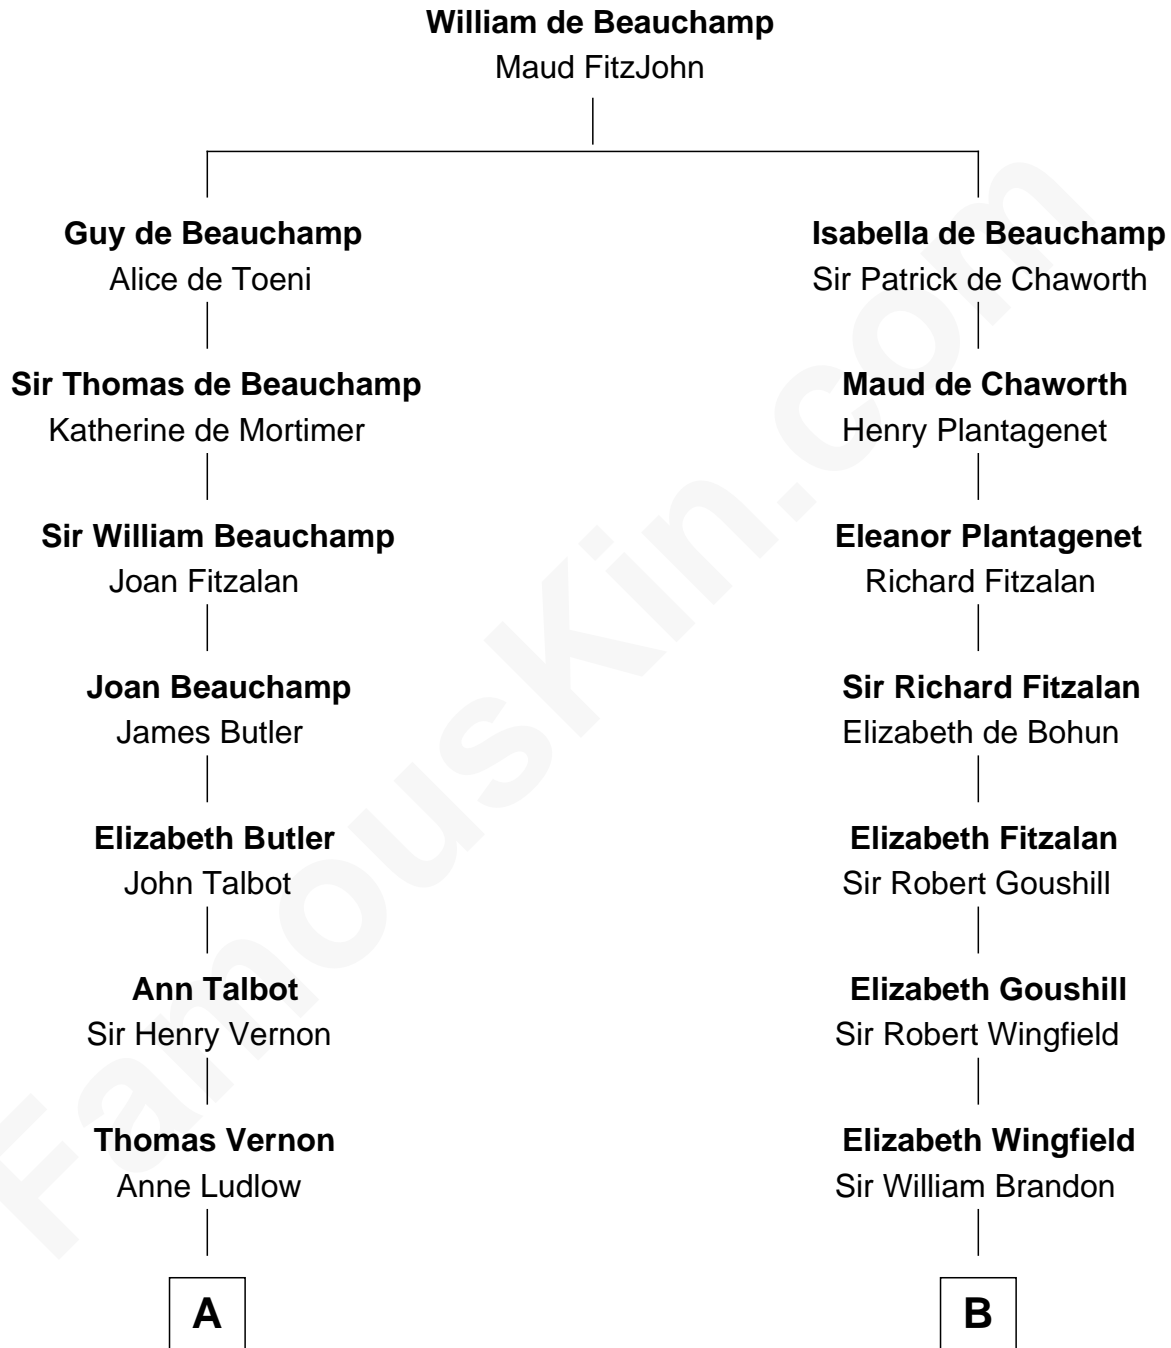 William de Beauchamp
Maud FitzJohn
Guy de Beauchamp
Alice de Toeni
Isabella de Beauchamp
Sir Patrick de Chaworth
Sir Thomas de Beauchamp
Katherine de Mortimer
Maud de Chaworth
Henry Plantagenet
Sir William Beauchamp
Joan Fitzalan
Eleanor Plantagenet
Richard Fitzalan
Joan Beauchamp
James Butler
Sir Richard Fitzalan
Elizabeth de Bohun
Elizabeth Butler
John Talbot
Elizabeth Fitzalan
Sir Robert Goushill
Ann Talbot
Sir Henry Vernon
Elizabeth Goushill
Sir Robert Wingfield
Thomas Vernon
Anne Ludlow
Elizabeth Wingfield
Sir William Brandon
A
B
FamousKin.com